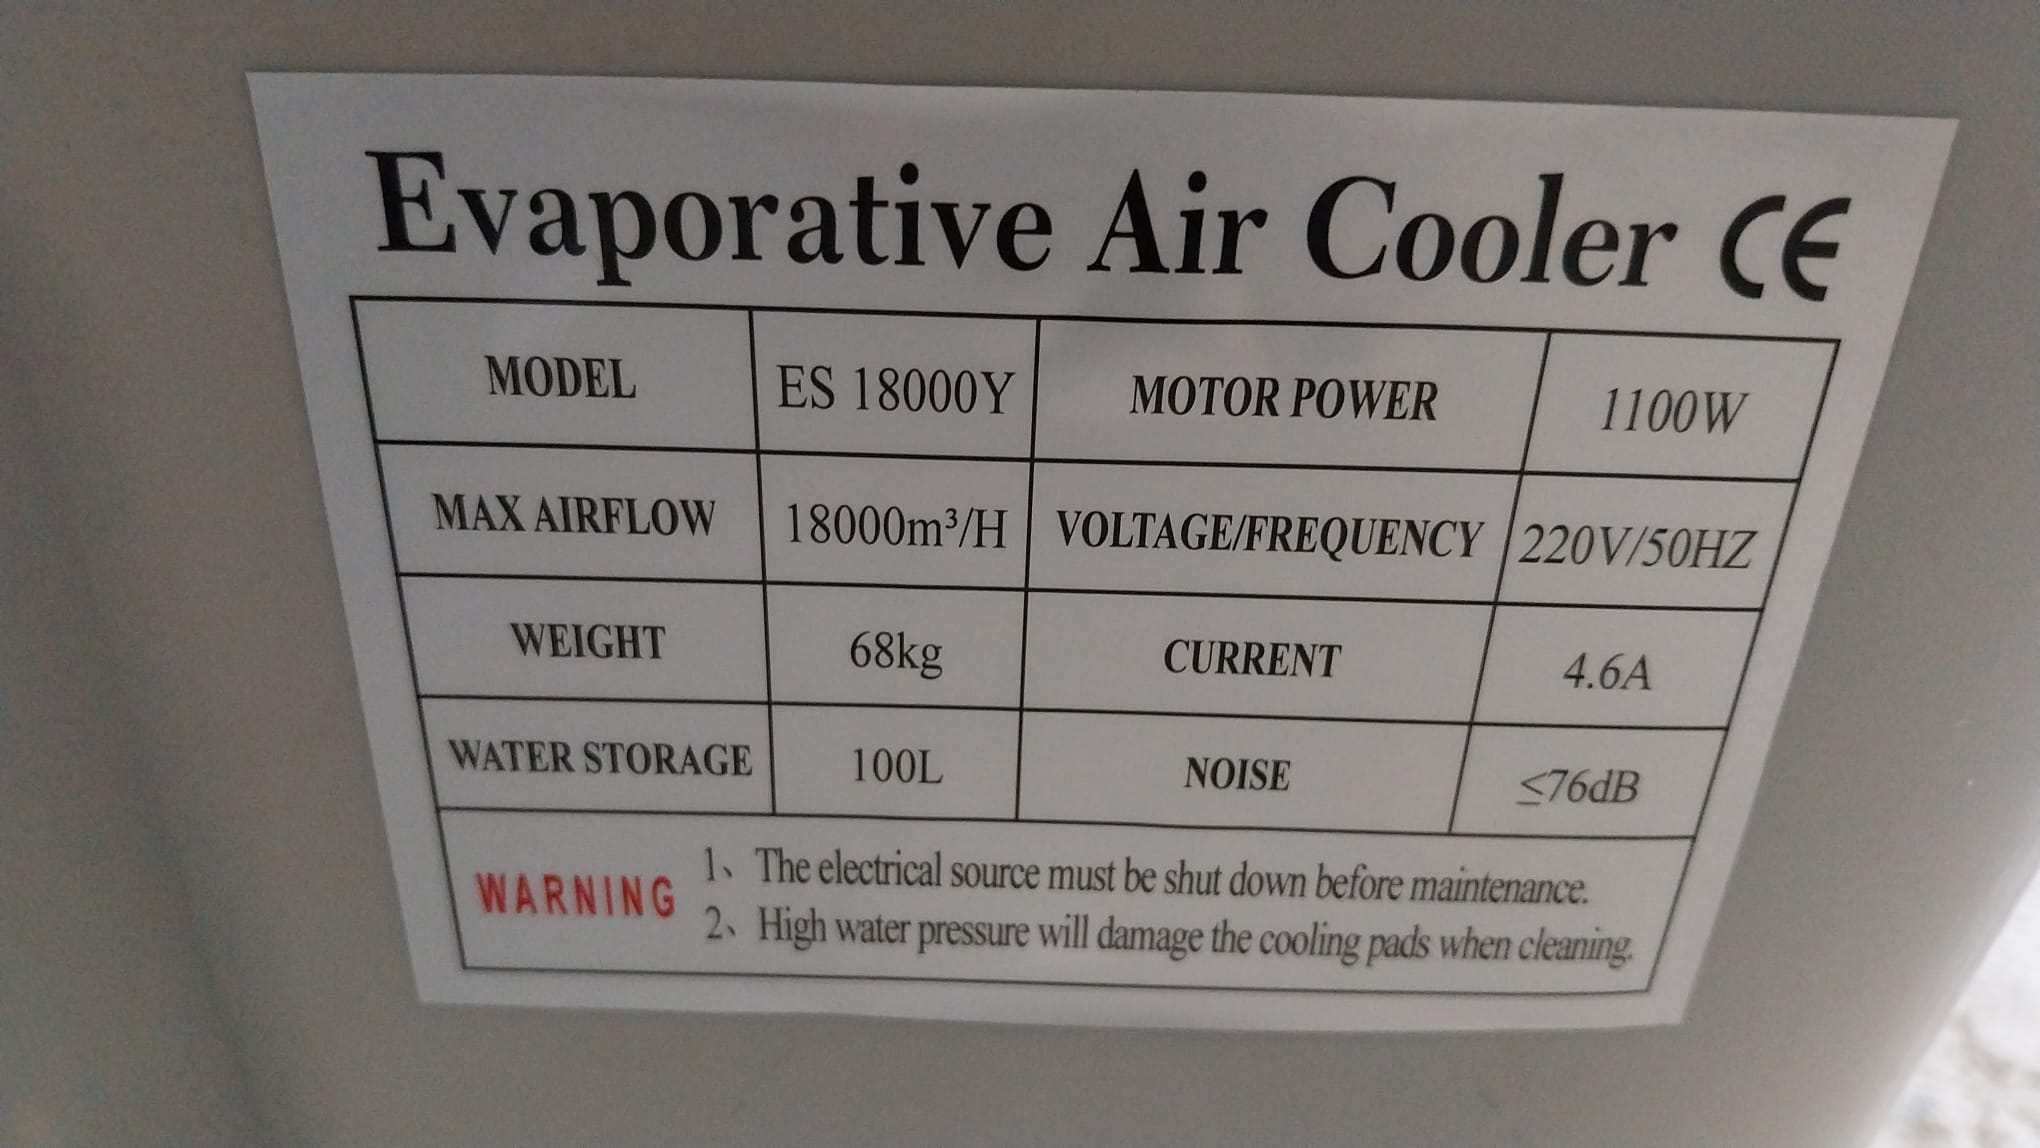 Evaporative Air Cooler CE
MODEL ES 18000Y MOTOR POWER 1100W
MAX AIRFLOW 18000m³/H VOLTAGE/FREQUENCY 220V/50HZ
WEIGHT 68kg CURRENT 4.6A
WATER STORAGE 100L NOISE ≤76dB
WARNING 1、The electrical source must be shut down before maintenance.
2、High water pressure will damage the cooling pads when cleaning.